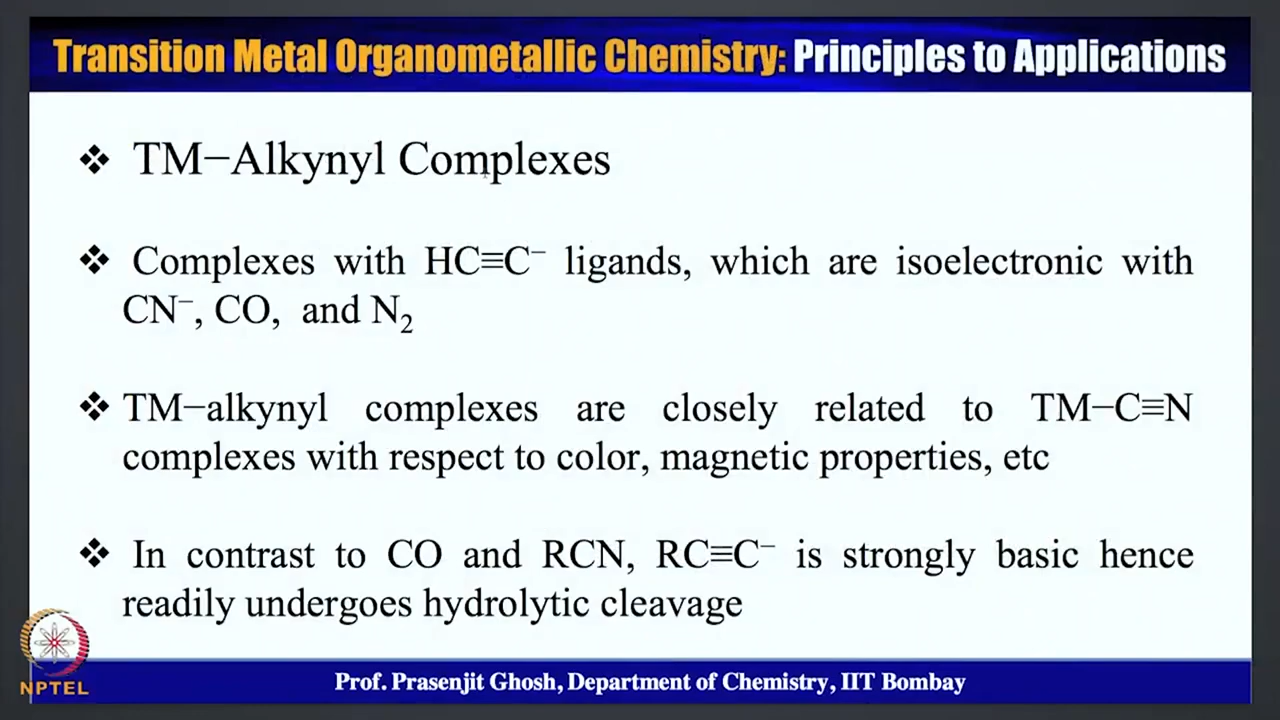 Transition Metal Organometallic Chemistry: Principles to Applications
❖ TM−Alkynyl Complexes
❖ Complexes with HC≡C⁻ ligands, which are isoelectronic with
CN⁻, CO, and N₂
❖ TM−alkynyl complexes are closely related to TM−C≡N
complexes with respect to color, magnetic properties, etc
❖ In contrast to CO and RCN, RC≡C⁻ is strongly basic hence
readily undergoes hydrolytic cleavage
NPTEL
Prof. Prasenjit Ghosh, Department of Chemistry, IIT Bombay